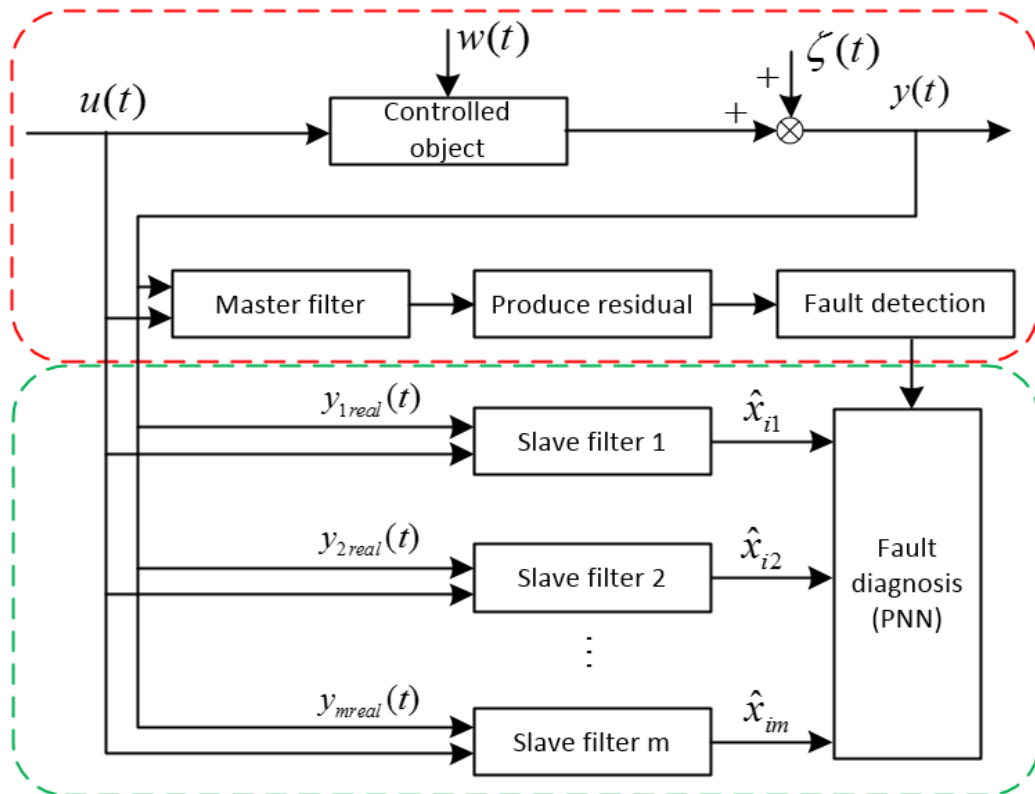 w(t)
ζ(t)
u(t)
Controlled
object
+
+
y(t)
Master filter
Produce residual
Fault detection
y₁real(t)
Slave filter 1
x̂ᵢ₁
y₂real(t)
Slave filter 2
x̂ᵢ₂
Fault
diagnosis
(PNN)
⋮
yₘreal(t)
Slave filter m
x̂ᵢₘ